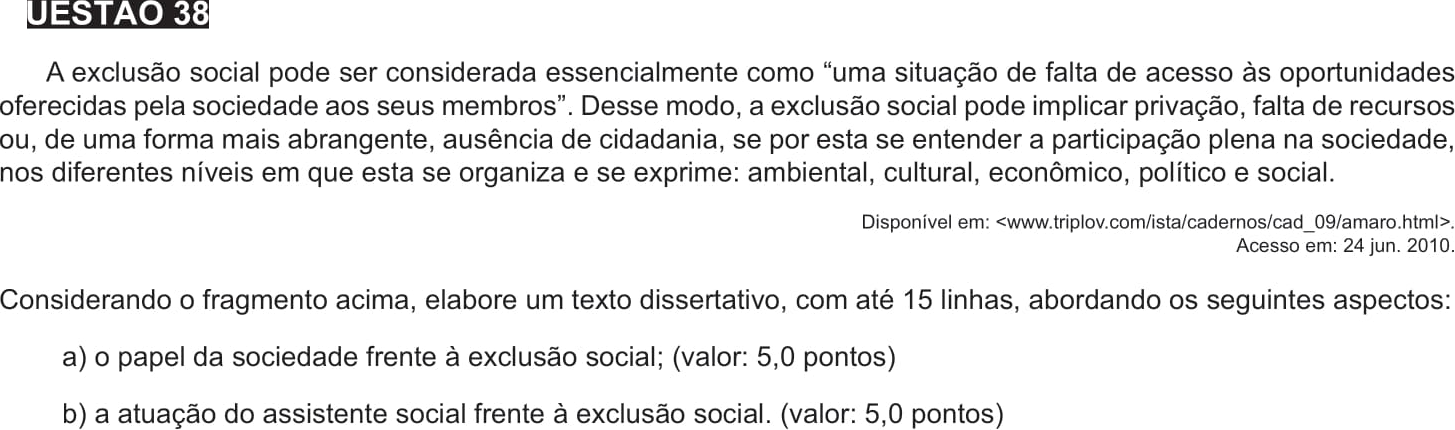 UESTÃO 38
A exclusão social pode ser considerada essencialmente como “uma situação de falta de acesso às oportunidades
oferecidas pela sociedade aos seus membros”. Desse modo, a exclusão social pode implicar privação, falta de recursos
ou, de uma forma mais abrangente, ausência de cidadania, se por esta se entender a participação plena na sociedade,
nos diferentes níveis em que esta se organiza e se exprime: ambiental, cultural, econômico, político e social.
Disponível em: <www.triplov.com/ista/cadernos/cad_09/amaro.html>.
Acesso em: 24 jun. 2010.
Considerando o fragmento acima, elabore um texto dissertativo, com até 15 linhas, abordando os seguintes aspectos:
a) o papel da sociedade frente à exclusão social; (valor: 5,0 pontos)
b) a atuação do assistente social frente à exclusão social. (valor: 5,0 pontos)